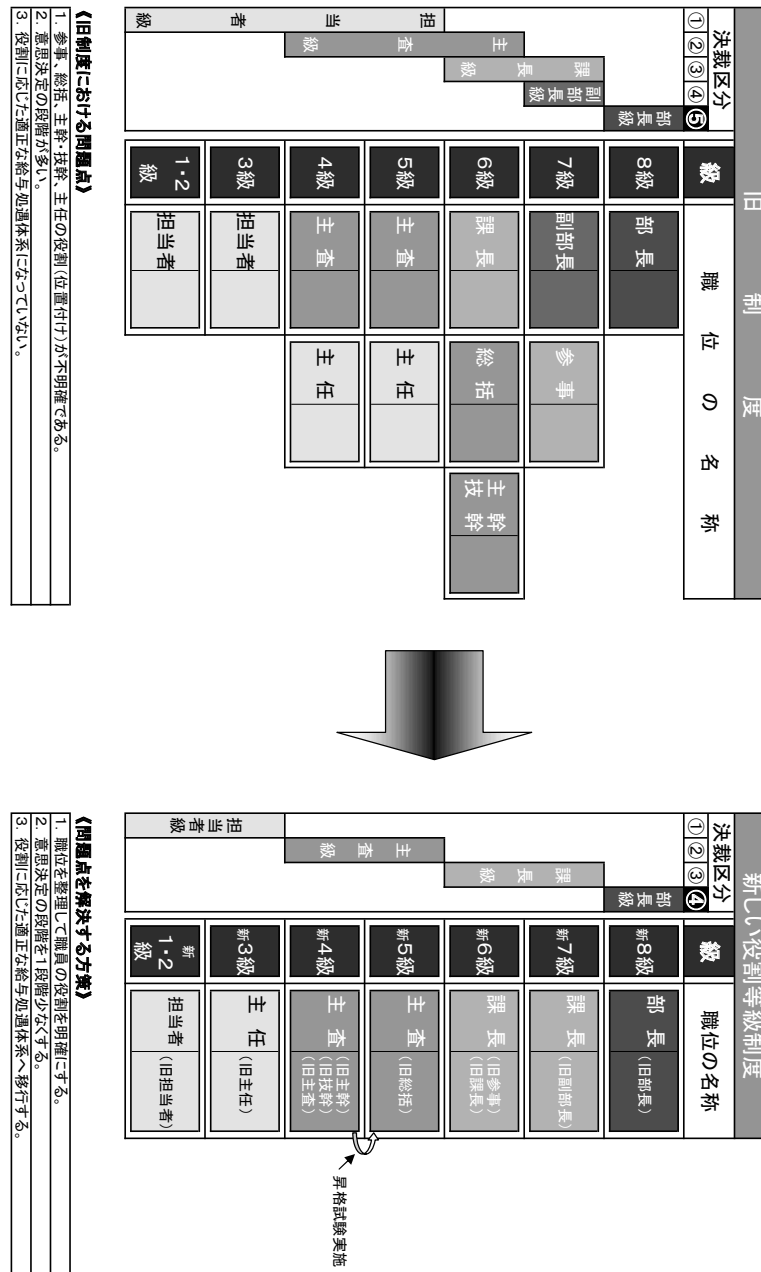 旧制度
決裁区分 級 職位の名称
① ② ③ ④ ⑤
部長級
副部長級
課長級
主査級
担当者級
8級 部長
7級 副部長 参事
6級 課長 総括 主幹 技幹
5級 主査 主任
4級 主査 主任
3級 担当者
1・2級 担当者
《旧制度における問題点》
1. 参事、総括、主幹・技幹、主任の役割(位置付け)が不明確である。
2. 意思決定の段階が多い。
3. 役割に応じた適正な給与処遇体系になっていない。
新しい役割等級制度
決裁区分 級 職位の名称
① ② ③ ④
部長級
課長級
主査級
担当者級
新8級 部長 (旧部長)
新7級 課長 (旧副部長)
新6級 課長 (旧参事) (旧課長)
新5級 主査 (旧総括)
新4級 主査 (旧主幹) (旧技幹) (旧主査)
新3級 主任 (旧主任)
新1・2級 担当者 (旧担当者)
昇格試験実施
《問題点を解決する方策》
1. 職位を整理して職員の役割を明確にする。
2. 意思決定の段階を1段階少なくする。
3. 役割に応じた適正な給与処遇体系へ移行する。